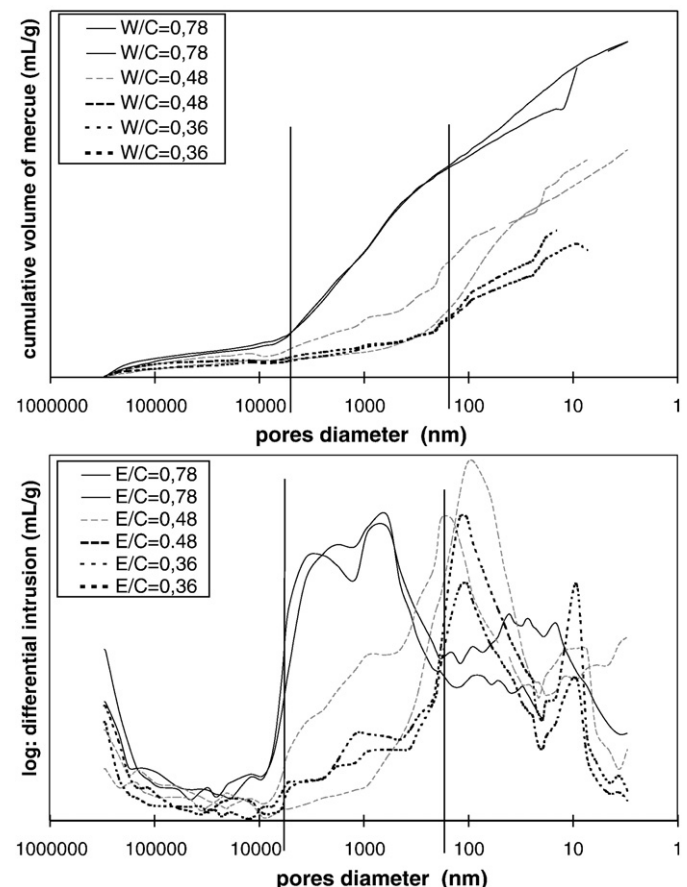 cumulative volume of mercue (mL/g)
W/C=0,78
W/C=0,78
W/C=0,48
W/C=0,48
W/C=0,36
W/C=0,36
1000000 100000 10000 1000 100 10 1
pores diameter (nm)
log: differential intrusion (mL/g)
E/C=0,78
E/C=0,78
E/C=0,48
E/C=0.48
E/C=0,36
E/C=0,36
1000000 100000 10000 1000 100 10 1
pores diameter (nm)